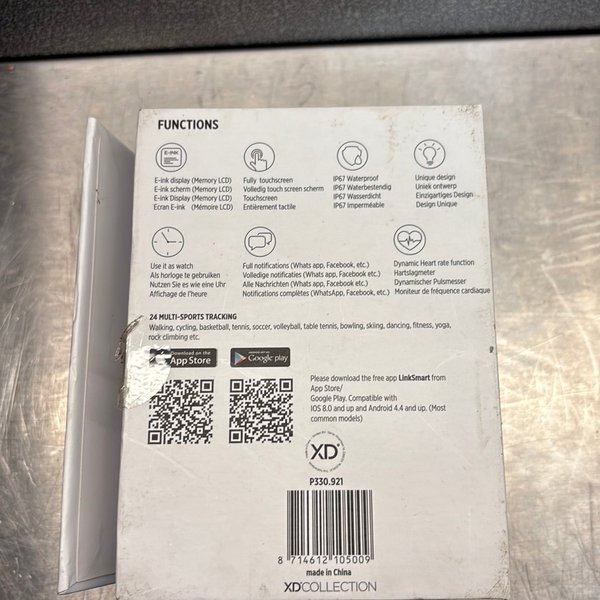 FUNCTIONS
E-INK
E-ink display (Memory LCD)
E-ink scherm (Memory LCD)
E-ink Display (Memory LCD)
Ecran E-ink (Mémoire LCD)
Fully touchscreen
Volledig touch screen scherm
Touchscreen
Entièrement tactile
IP67 Waterproof
IP67 Waterbestendig
IP67 Wasserdicht
IP67 Imperméable
Unique design
Uniek ontwerp
Einzigartiges Design
Design Unique
Use it as watch
Als horloge te gebruiken
Nutzen Sie es wie eine Uhr
Affichage de l'heure
Full notifications (Whats app, Facebook, etc.)
Volledige notificaties (Whats app, Facebook, etc.)
Alle Nachrichten (Whats app, Facebook, etc.)
Notifications complètes (WhatsApp, Facebook, etc.)
Dynamic Heart rate function
Hartslagmeter
Dynamischer Pulsmesser
Moniteur de fréquence cardiaque
24 MULTI-SPORTS TRACKING
Walking, cycling, basketball, tennis, soccer, volleyball, table tennis, bowling, skiing, dancing, fitness, yoga,
rock climbing etc.
Download on the
App Store
ANDROID APP ON
Google play
Please download the free app LinkSmart from
App Store/
Google Play. Compatible with
IOS 8.0 and up and Android 4.4 and up. (Most
common models)
XD
P330.921
8 714612 105009
made in China
XD COLLECTION